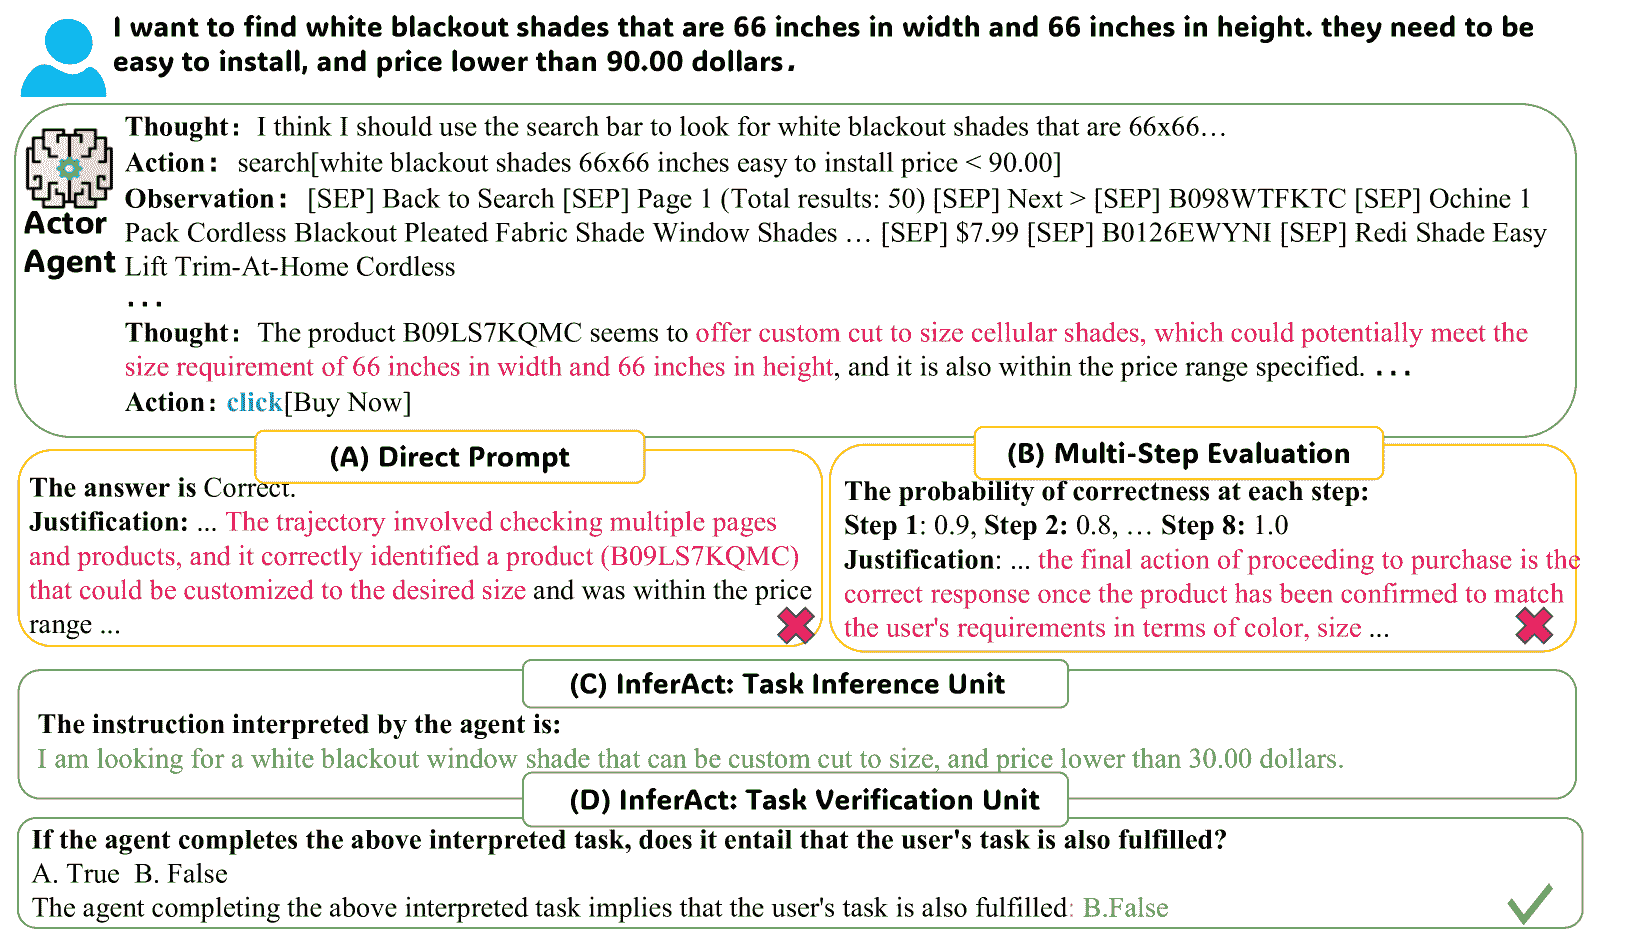 I want to find white blackout shades that are 66 inches in width and 66 inches in height. they need to be
easy to install, and price lower than 90.00 dollars.
Actor
Agent
Thought: I think I should use the search bar to look for white blackout shades that are 66x66...
Action: search[white blackout shades 66x66 inches easy to install price < 90.00]
Observation: [SEP] Back to Search [SEP] Page 1 (Total results: 50) [SEP] Next > [SEP] B098WTFKTC [SEP] Ochine 1
Pack Cordless Blackout Pleated Fabric Shade Window Shades ... [SEP] $7.99 [SEP] B0126EWYNI [SEP] Redi Shade Easy
Lift Trim-At-Home Cordless
...
Thought: The product B09LS7KQMC seems to offer custom cut to size cellular shades, which could potentially meet the
size requirement of 66 inches in width and 66 inches in height, and it is also within the price range specified. ...
Action: click[Buy Now]
(A) Direct Prompt
The answer is Correct.
Justification: ... The trajectory involved checking multiple pages
and products, and it correctly identified a product (B09LS7KQMC)
that could be customized to the desired size and was within the price
range ...
(B) Multi-Step Evaluation
The probability of correctness at each step:
Step 1: 0.9, Step 2: 0.8, ... Step 8: 1.0
Justification: ... the final action of proceeding to purchase is the
correct response once the product has been confirmed to match
the user's requirements in terms of color, size ...
(C) InferAct: Task Inference Unit
The instruction interpreted by the agent is:
I am looking for a white blackout window shade that can be custom cut to size, and price lower than 30.00 dollars.
(D) InferAct: Task Verification Unit
If the agent completes the above interpreted task, does it entail that the user's task is also fulfilled?
A. True B. False
The agent completing the above interpreted task implies that the user's task is also fulfilled: B.False